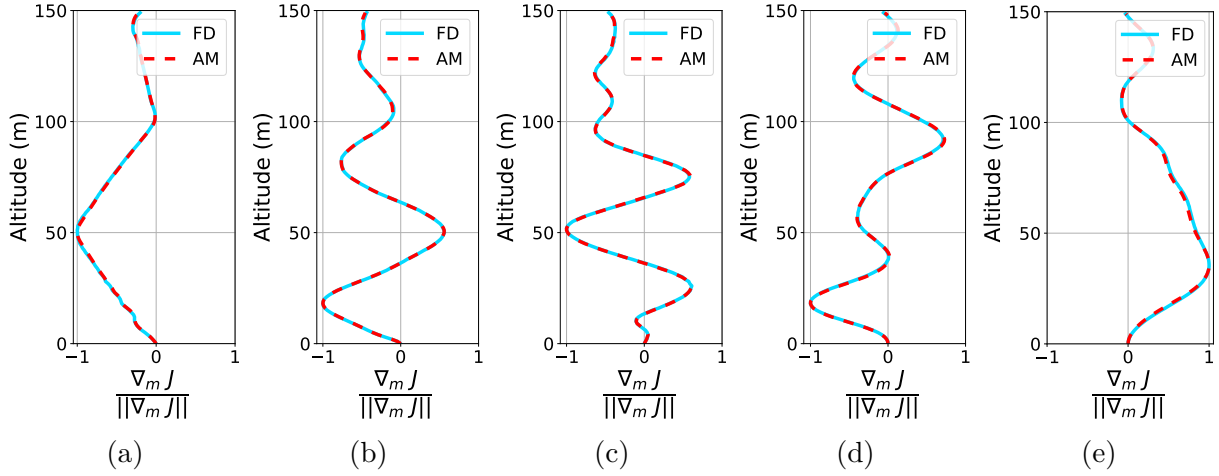 150
100
50
0
Altitude (m)
FD
AM
−1
0
1
∇m J
||∇m J||
(a)
150
100
50
0
Altitude (m)
FD
AM
−1
0
1
∇m J
||∇m J||
(b)
150
100
50
0
Altitude (m)
FD
AM
−1
0
1
∇m J
||∇m J||
(c)
150
100
50
0
Altitude (m)
FD
AM
−1
0
1
∇m J
||∇m J||
(d)
150
100
50
0
Altitude (m)
FD
AM
−1
0
1
∇m J
||∇m J||
(e)